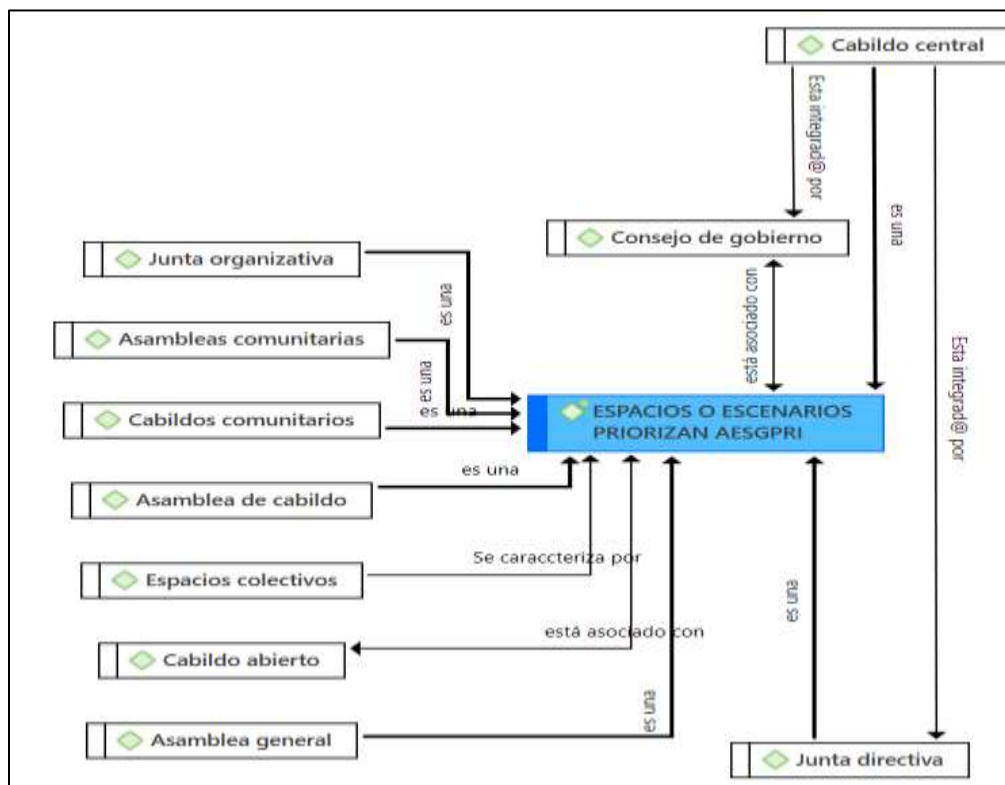 Cabildo central
Esta integrad@ por
es una
Consejo de gobierno
Junta organizativa
es una
está asociado con
Asambleas comunitarias
es una
Esta integrad@ por
Cabildos comunitarios
es una
ESPACIOS O ESCENARIOS
PRIORIZAN AESGPRI
es una
Asamblea de cabildo
Se caraccteriza por
Espacios colectivos
es una
está asociado con
Cabildo abierto
es una
Asamblea general
Junta directiva